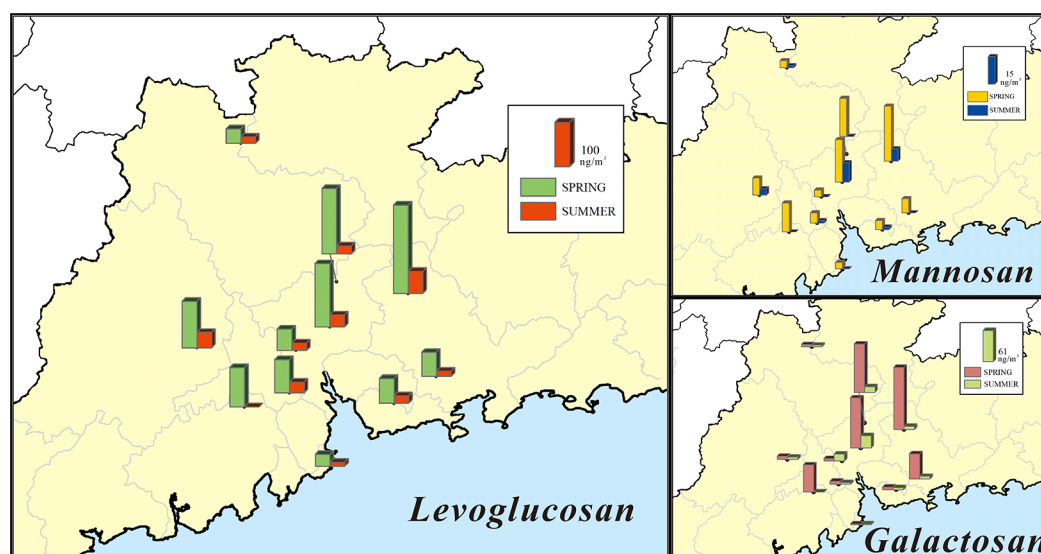 100
ng/m³
SPRING
SUMMER
Levoglucosan
15
ng/m³
SPRING
SUMMER
Mannosan
61
ng/m³
SPRING
SUMMER
Galactosan